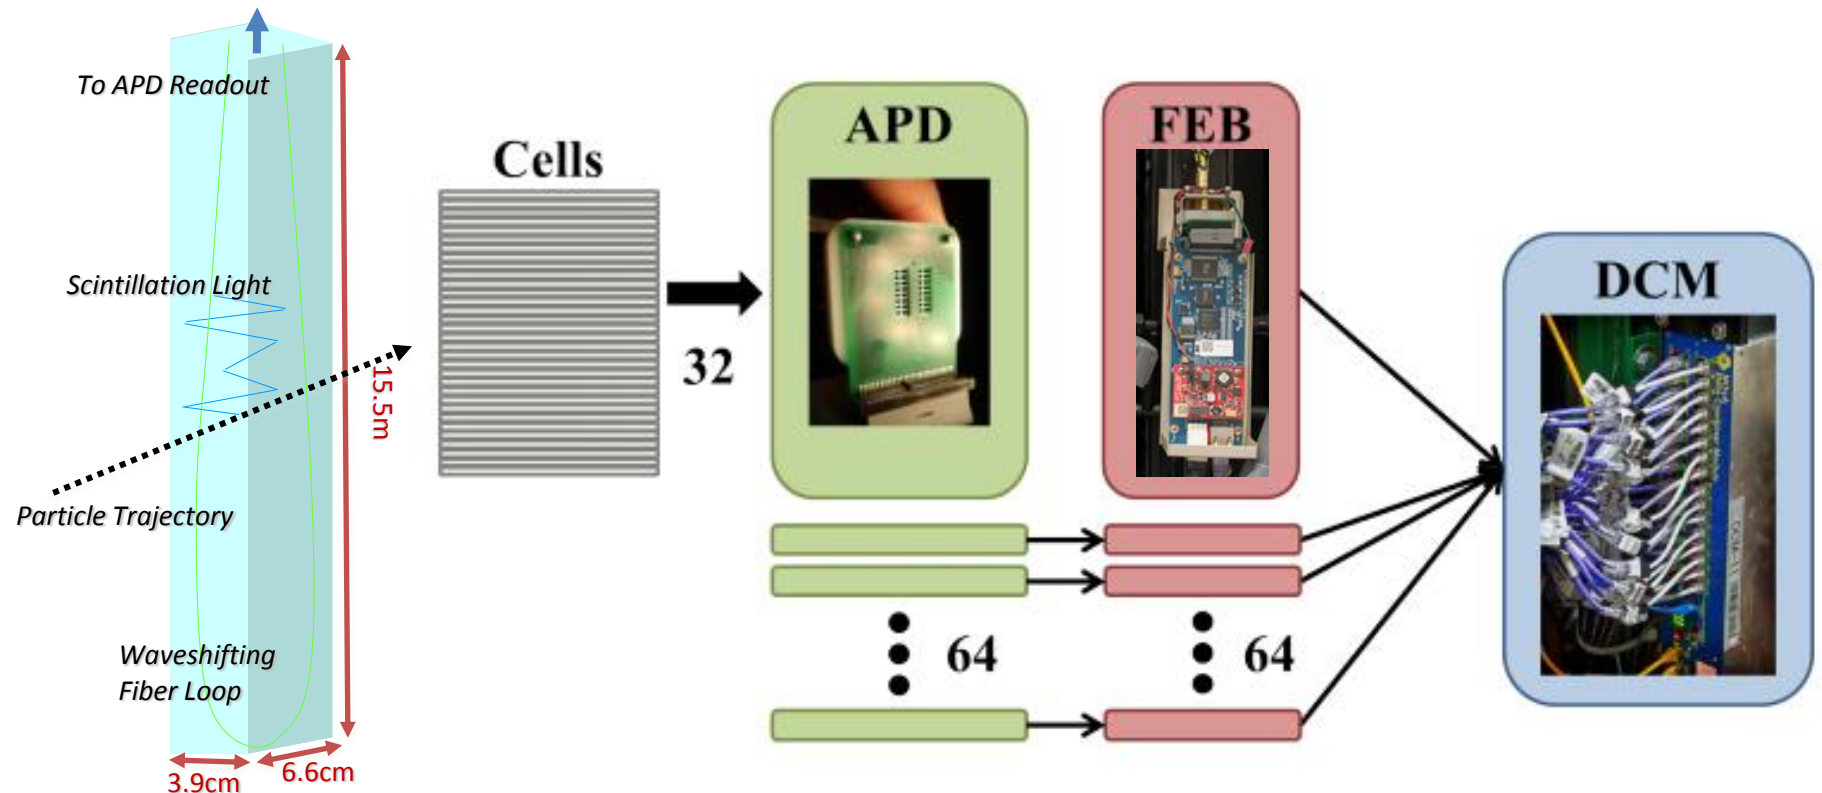 To APD Readout
Scintillation Light
Particle Trajectory
Waveshifting
Fiber Loop
15.5m
3.9cm
6.6cm
Cells
32
APD
64
FEB
64
DCM